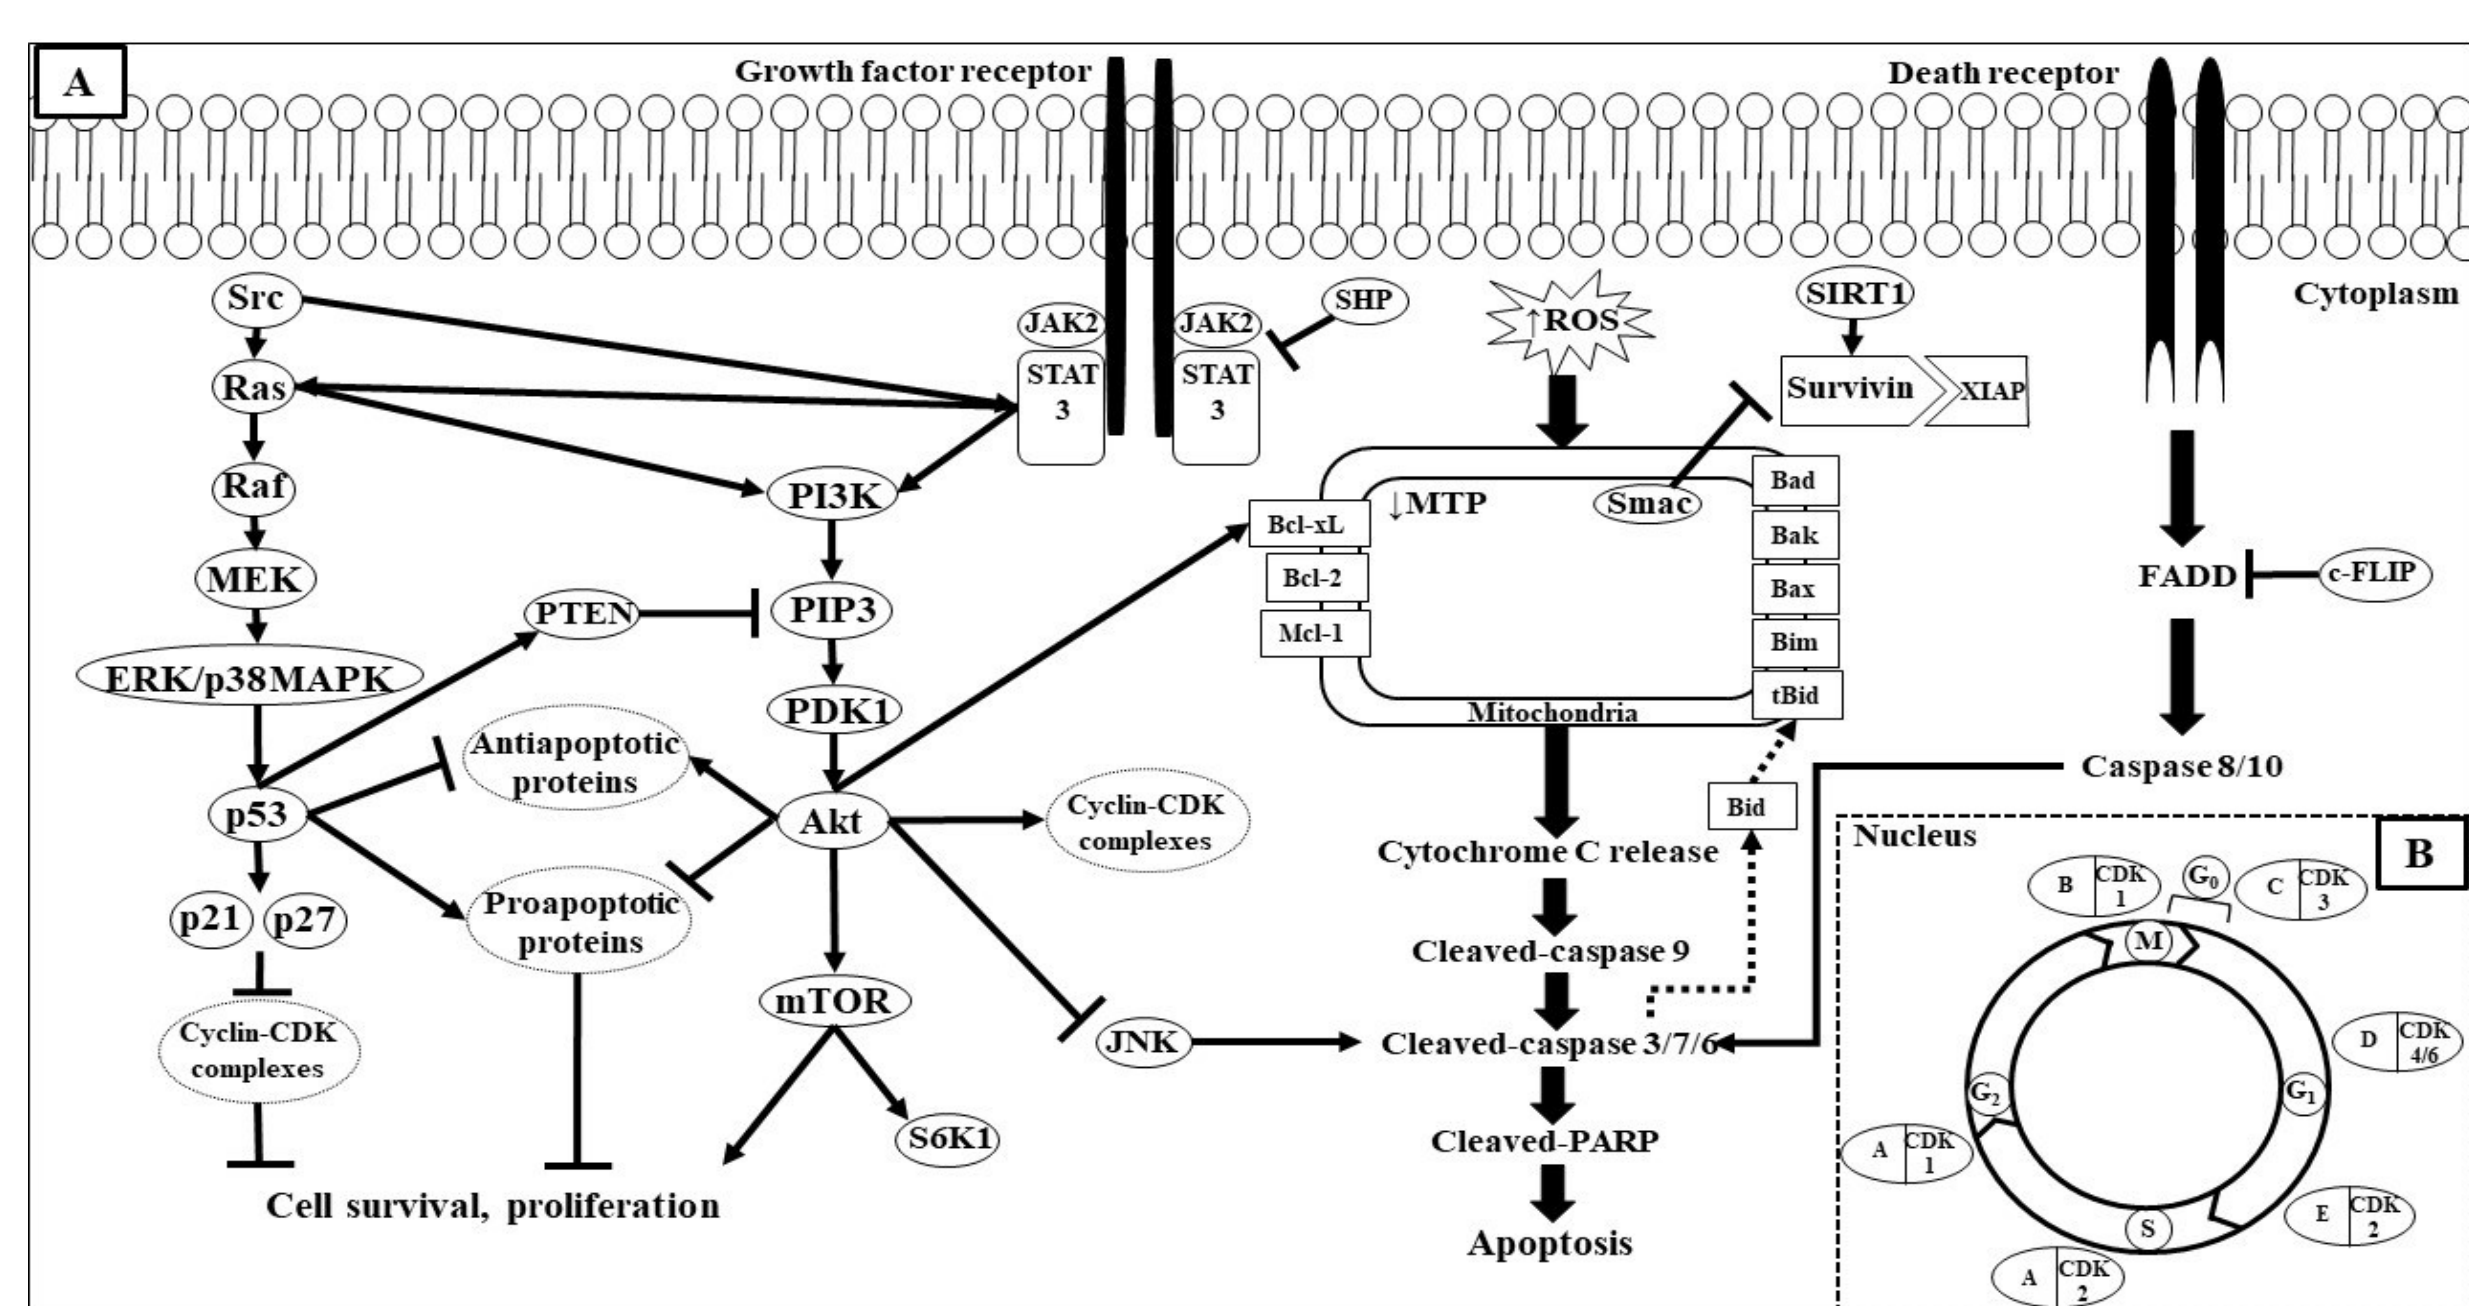 A
Growth factor receptor
Death receptor
Cytoplasm
Src
JAK2
JAK2
SHP
↑ROS
SIRT1
Ras
STAT
3
STAT
3
Survivin
XIAP
Raf
PI3K
Bcl-xL
↓MTP
Smac
Bad
Bak
MEK
PTEN
PIP3
Bcl-2
Bax
FADD
c-FLIP
Mcl-1
Bim
ERK/p38MAPK
PDK1
tBid
Mitochondria
Antiapoptotic
proteins
p53
Akt
Cyclin-CDK
complexes
Bid
Caspase 8/10
Cytochrome C release
p21
p27
Proapoptotic
proteins
Cleaved-caspase 9
mTOR
JNK
Cleaved-caspase 3/7/6
Cyclin-CDK
complexes
S6K1
Cleaved-PARP
Cell survival, proliferation
Apoptosis
Nucleus
B
B
CDK
1
G₀
C
CDK
3
M
D
CDK
4/6
G₂
G₁
A
CDK
1
E
CDK
2
S
A
CDK
2